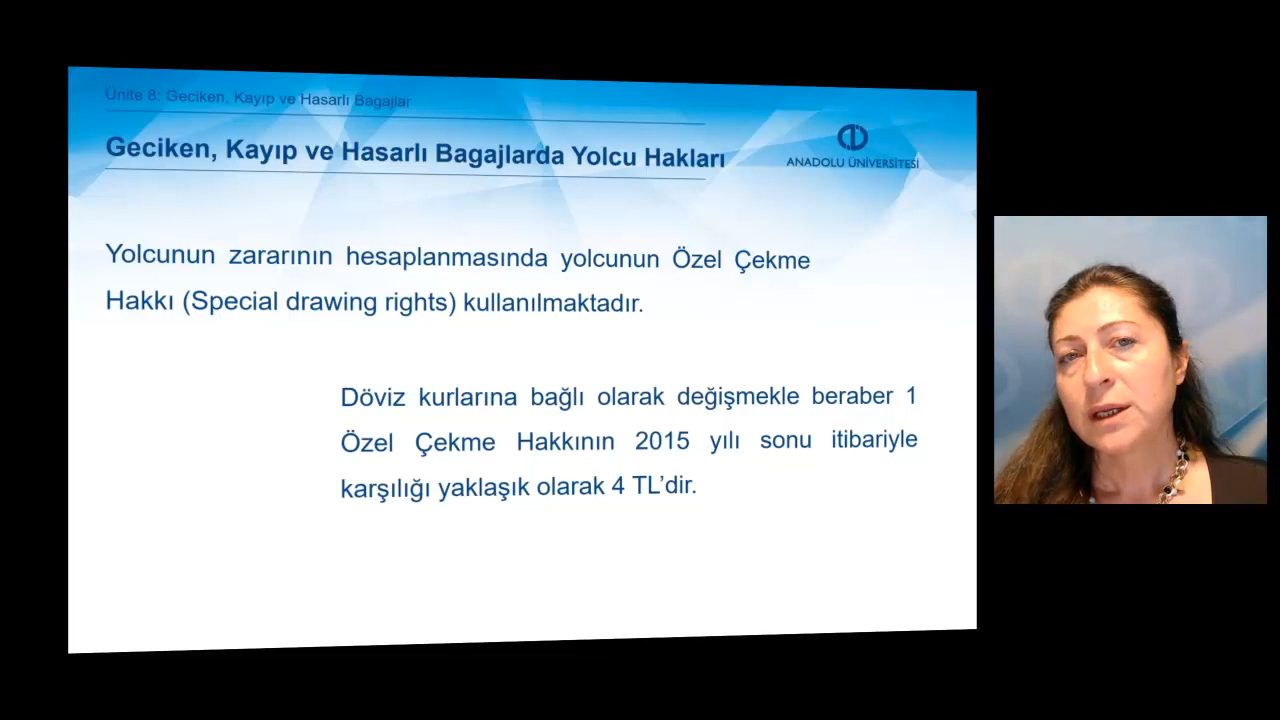 Ünite 8: Geciken, Kayıp ve Hasarlı Bagajlar
Geciken, Kayıp ve Hasarlı Bagajlarda Yolcu Hakları
ANADOLU ÜNİVERSİTESİ
Yolcunun zararının hesaplanmasında yolcunun Özel Çekme
Hakkı (Special drawing rights) kullanılmaktadır.
Döviz kurlarına bağlı olarak değişmekle beraber 1
Özel Çekme Hakkının 2015 yılı sonu itibariyle
karşılığı yaklaşık olarak 4 TL’dir.